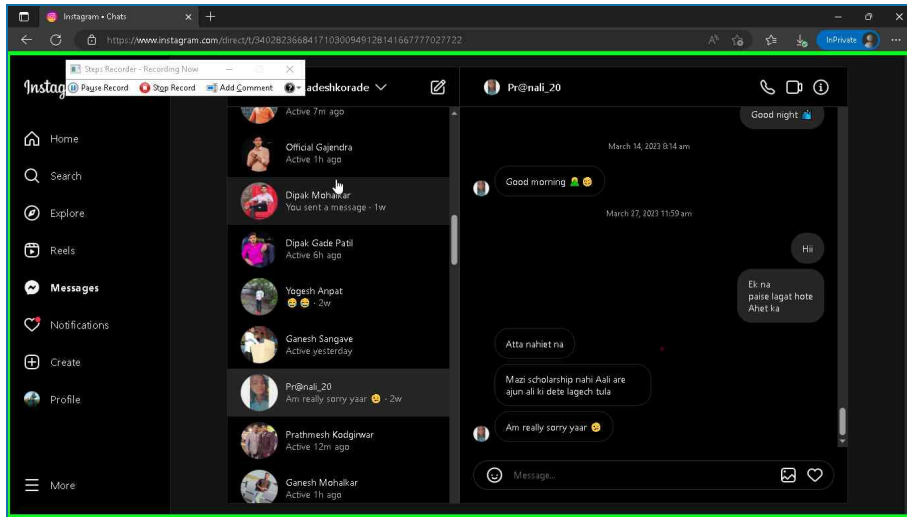 Instagram • Chats
https://www.instagram.com/direct/t/340282366841710300949128141667777027722
InPrivate
Steps Recorder - Recording Now
Pause Record
Stop Record
Add Comment
Instag
adeshkorade
Home
Search
Explore
Reels
Messages
Notifications
Create
Profile
More
Active 7m ago
Official Gajendra
Active 1h ago
Dipak Mohalkar
You sent a message · 1w
Dipak Gade Patil
Active 6h ago
Yogesh Anpat
😂 😂 · 2w
Ganesh Sangave
Active yesterday
Pr@nali_20
Am really sorry yaar 😉 · 2w
Prathmesh Kodgirwar
Active 12m ago
Ganesh Mohalkar
Active 1h ago
Pr@nali_20
Good night
March 14, 2023 8:14 am
Good morning
March 27, 2023 11:59 am
Hii
Ek na
paise lagat hote
Ahet ka
Atta nahiet na
Mazi scholarship nahi Aali are
ajun ali ki dete lagech tula
Am really sorry yaar 😉
Message...